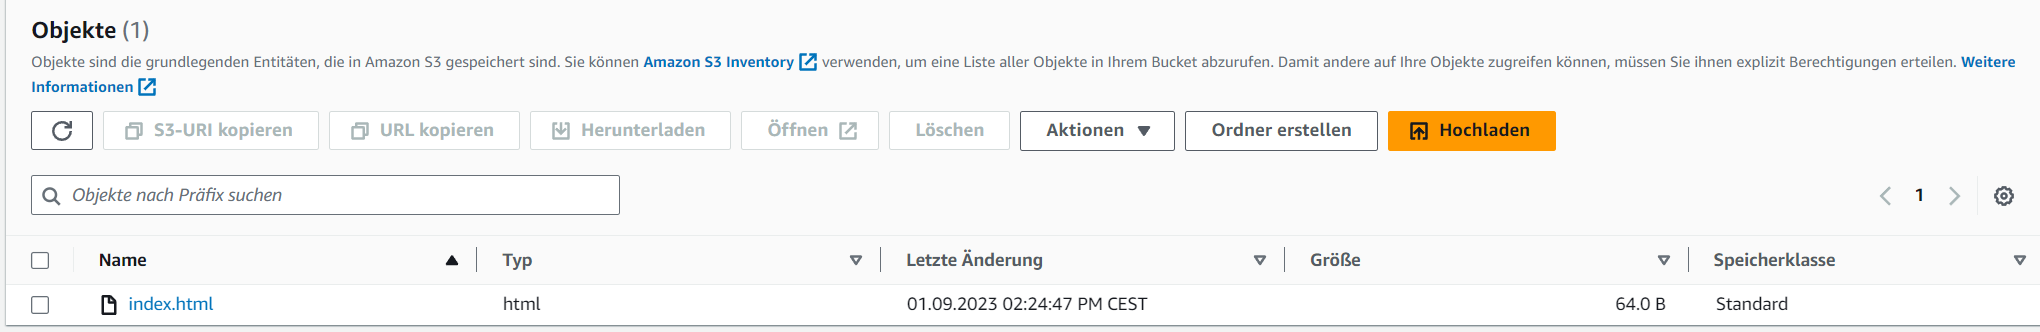 Objekte (1)
Objekte sind die grundlegenden Entitäten, die in Amazon S3 gespeichert sind. Sie können Amazon S3 Inventory verwenden, um eine Liste aller Objekte in Ihrem Bucket abzurufen. Damit andere auf Ihre Objekte zugreifen können, müssen Sie ihnen explizit Berechtigungen erteilen. Weitere
Informationen
S3-URI kopieren URL kopieren Herunterladen Öffnen Löschen Aktionen Ordner erstellen Hochladen
Objekte nach Präfix suchen 1
Name Typ Letzte Änderung Größe Speicherklasse
index.html html 01.09.2023 02:24:47 PM CEST 64.0 B Standard